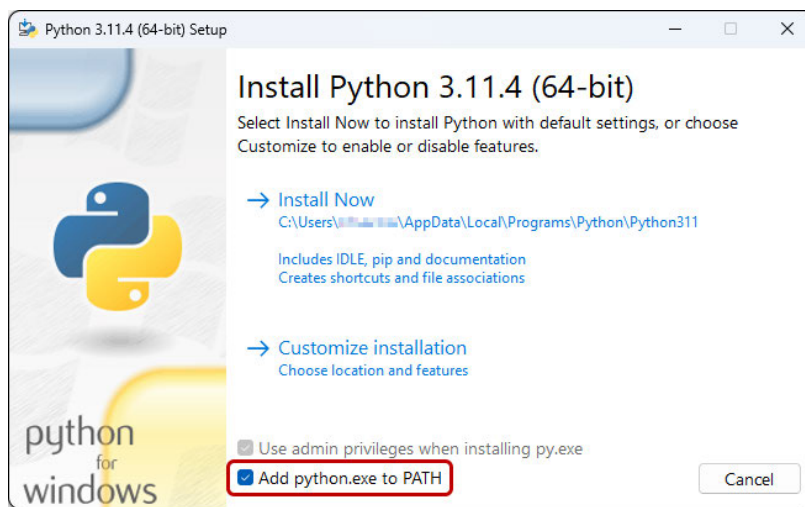 Python 3.11.4 (64-bit) Setup
Install Python 3.11.4 (64-bit)
Select Install Now to install Python with default settings, or choose
Customize to enable or disable features.
Install Now
C:\Users\ \AppData\Local\Programs\Python\Python311
Includes IDLE, pip and documentation
Creates shortcuts and file associations
Customize installation
Choose location and features
Use admin privileges when installing py.exe
Add python.exe to PATH
Cancel
python
for
windows